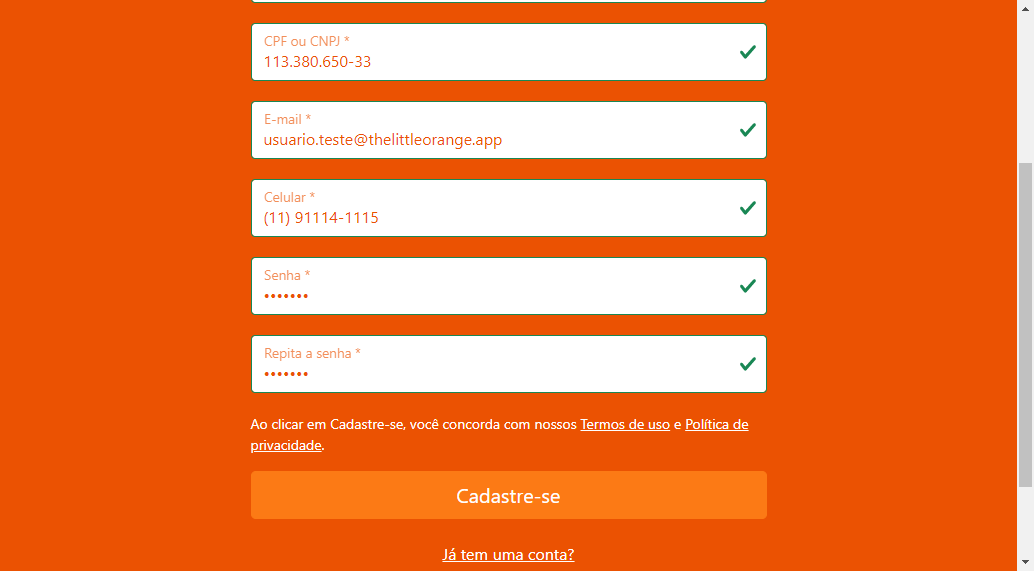 CPF ou CNPJ *
113.380.650-33
E-mail *
usuario.teste@thelittleorange.app
Celular *
(11) 91114-1115
Senha *
•••••••
Repita a senha *
•••••••
Ao clicar em Cadastre-se, você concorda com nossos Termos de uso e Política de
privacidade.
Cadastre-se
Já tem uma conta?